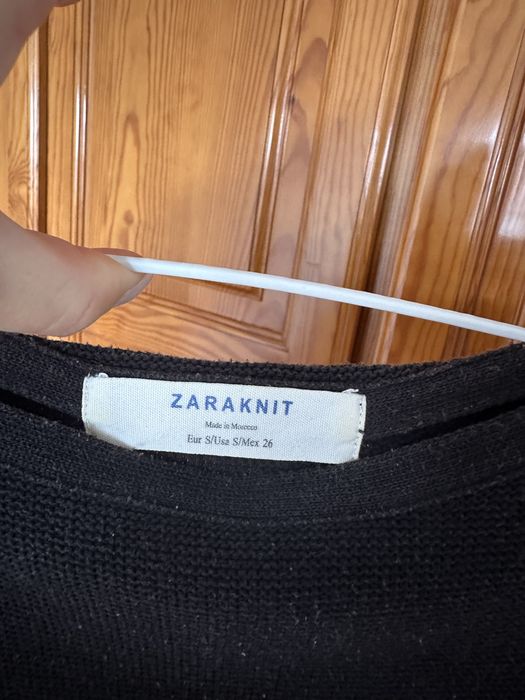 ZARAKNIT
Made in Morocco
Eur S/Usa S/Mex 26